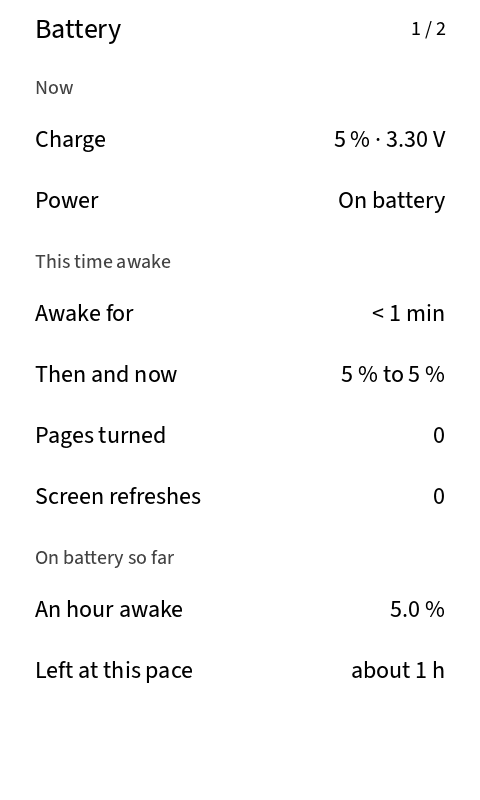 Battery 1 / 2
Now
Charge 5 % · 3.30 V
Power On battery
This time awake
Awake for < 1 min
Then and now 5 % to 5 %
Pages turned 0
Screen refreshes 0
On battery so far
An hour awake 5.0 %
Left at this pace about 1 h